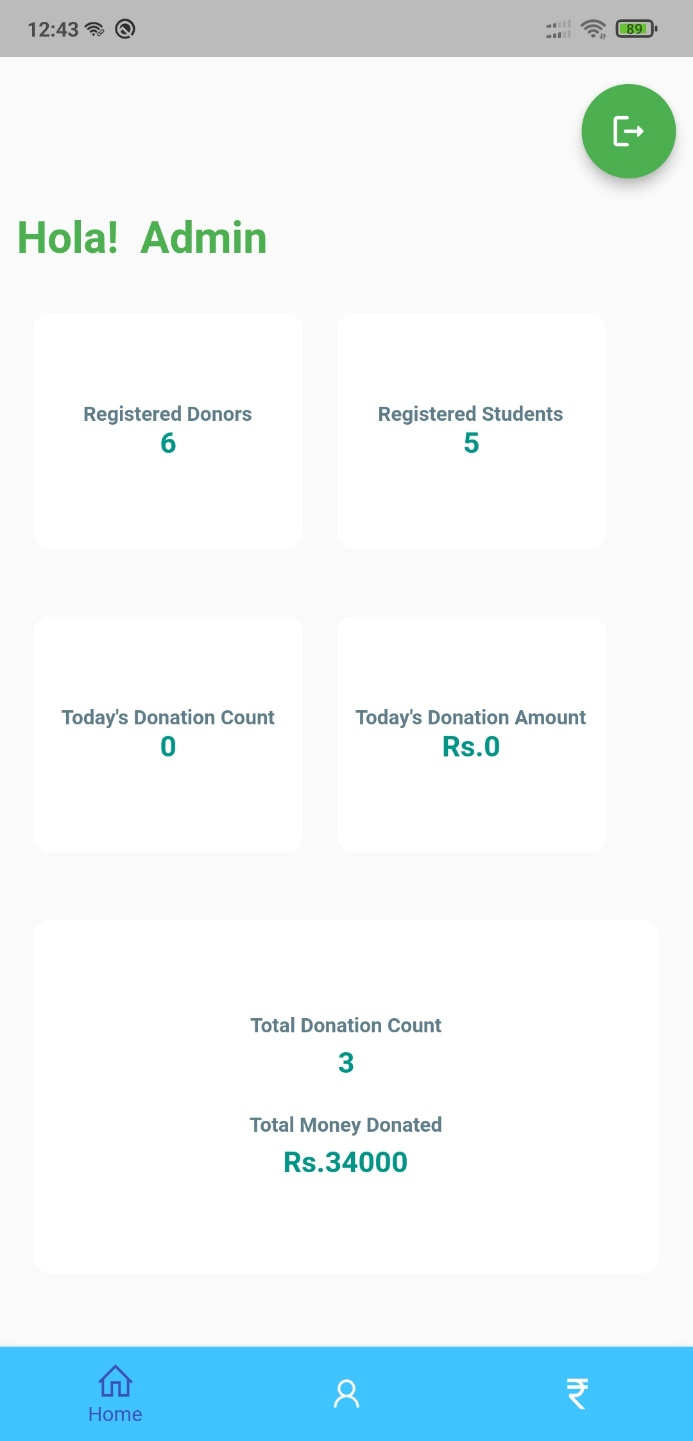 12:43
89
Hola! Admin
Registered Donors
6
Registered Students
5
Today's Donation Count
0
Today's Donation Amount
Rs.0
Total Donation Count
3
Total Money Donated
Rs.34000
Home
₹